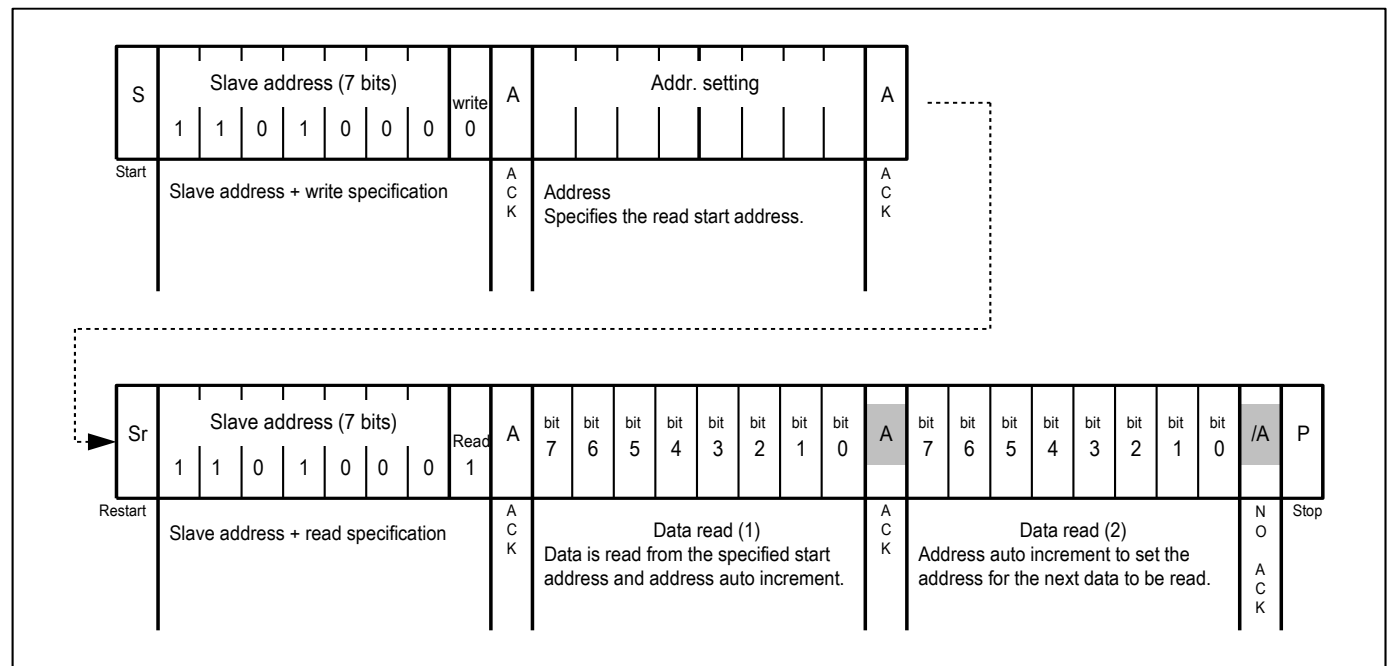 S
Slave address (7 bits)
write
A
Addr. setting
A
1 1 0 1 0 0 0 0
Start
Slave address + write specification
A
C
K
Address
Specifies the read start address.
A
C
K
Sr
Slave address (7 bits)
Read
A
bit bit bit bit bit bit bit bit
7 6 5 4 3 2 1 0
A
bit bit bit bit bit bit bit bit
7 6 5 4 3 2 1 0
/A
P
1 1 0 1 0 0 0 1
Restart
Slave address + read specification
A
C
K
Data read (1)
Data is read from the specified start
address and address auto increment.
A
C
K
Data read (2)
Address auto increment to set the
address for the next data to be read.
N
O
A
C
K
Stop